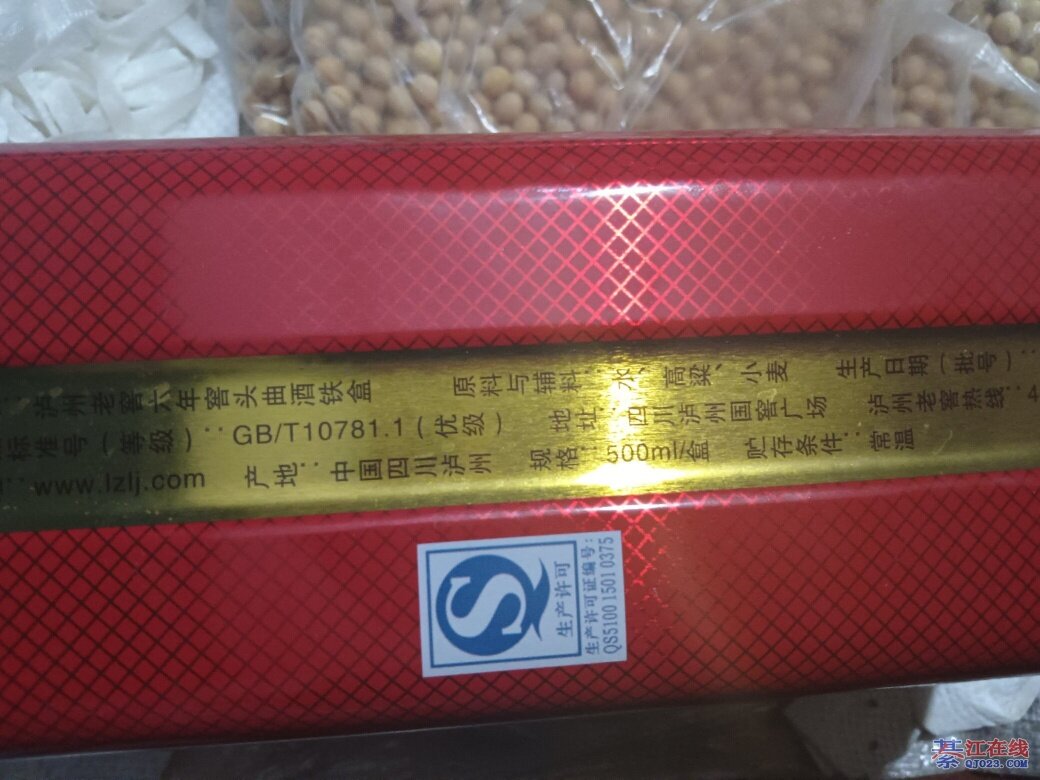 泸州老窖六年窖头曲酒铁盒 原料与辅料：水、高粱、小麦 生产日期（批号）：
标准号（等级）：GB/T10781.1（优级） 地址：四川泸州国窖广场 泸州老窖热线：4
www.lzlj.com 产地：中国四川泸州 规格：500ml/盒 贮存条件：常温
生产许可
生产许可证编号：
QS5100 1501 0375
綦江在线
QJ023.COM